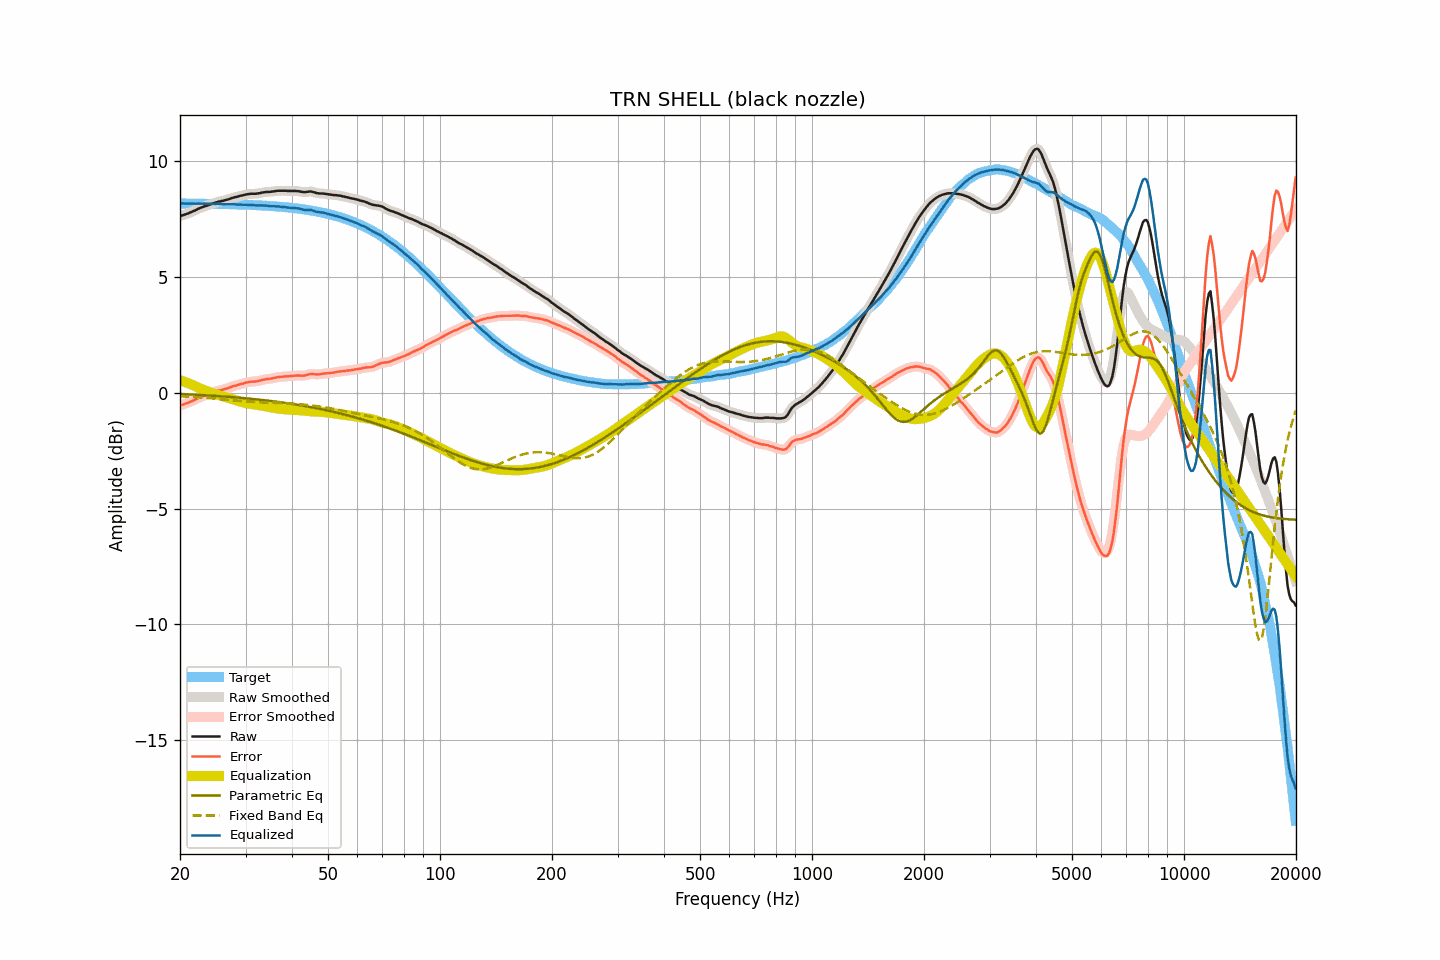 TRN SHELL (black nozzle)
10
5
0
−5
−10
−15
Amplitude (dBr)
Target
Raw Smoothed
Error Smoothed
Raw
Error
Equalization
Parametric Eq
Fixed Band Eq
Equalized
20 50 100 200 500 1000 2000 5000 10000 20000
Frequency (Hz)